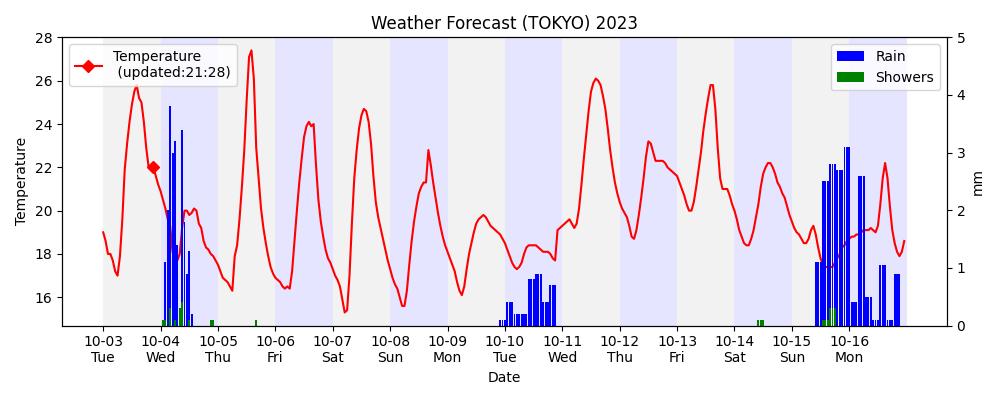 Weather Forecast (TOKYO) 2023
Temperature
(updated:21:28)
Rain
Showers
Temperature
28
26
24
22
20
18
16
5
4
3
2
1
0
mm
10-03 10-04 10-05 10-06 10-07 10-08 10-09 10-10 10-11 10-12 10-13 10-14 10-15 10-16
Tue Wed Thu Fri Sat Sun Mon Tue Wed Thu Fri Sat Sun Mon
Date